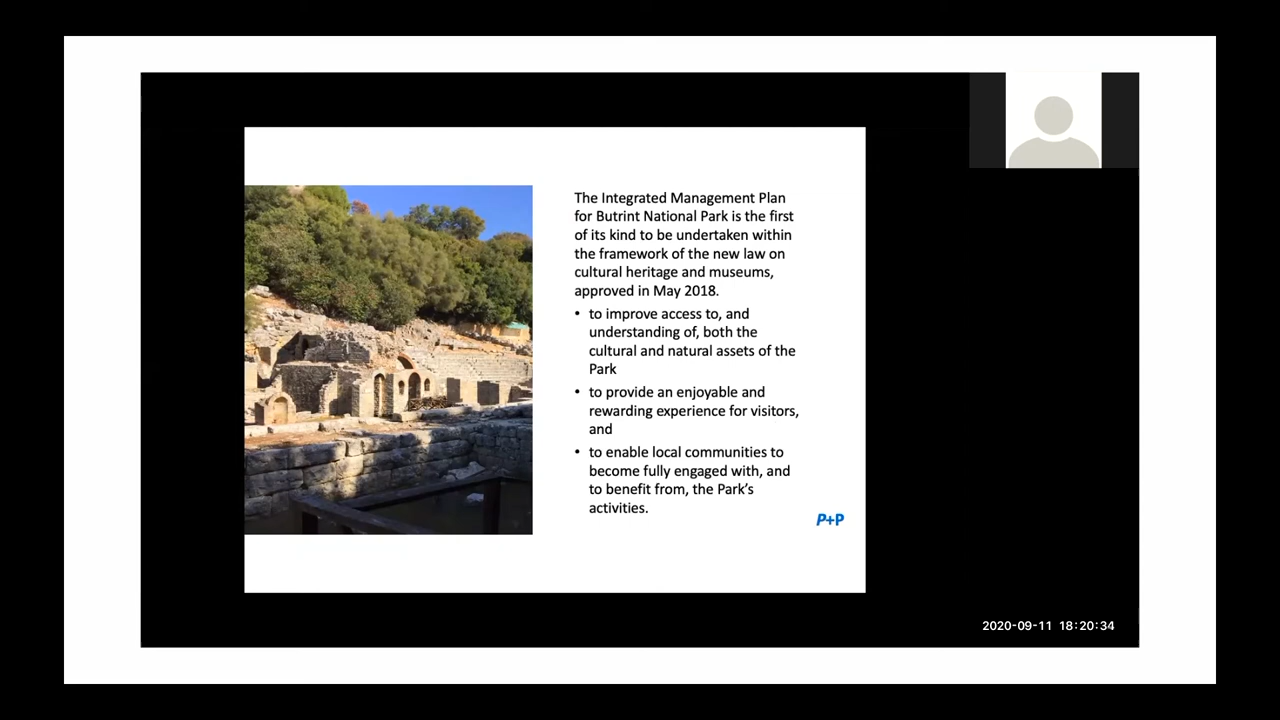 The Integrated Management Plan
for Butrint National Park is the first
of its kind to be undertaken within
the framework of the new law on
cultural heritage and museums,
approved in May 2018.
• to improve access to, and
understanding of, both the
cultural and natural assets of the
Park
• to provide an enjoyable and
rewarding experience for visitors,
and
• to enable local communities to
become fully engaged with, and
to benefit from, the Park's
activities.
P+P
2020-09-11 18:20:34